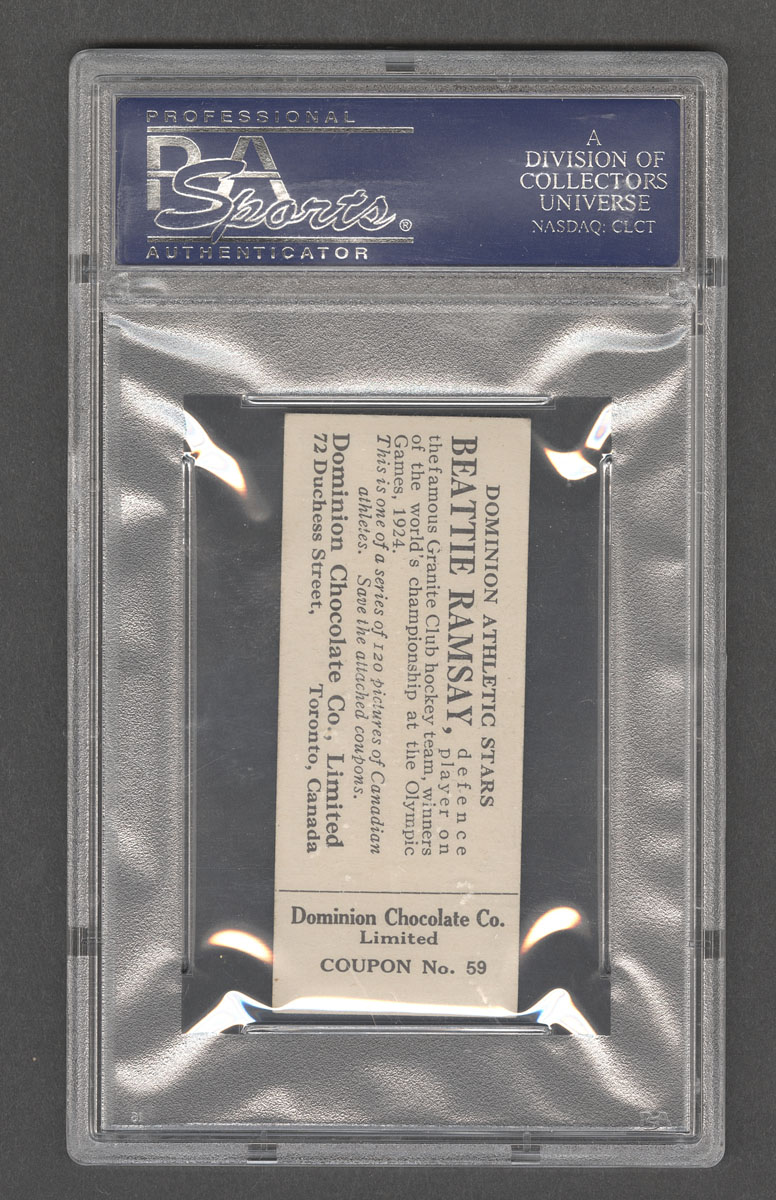 PROFESSIONAL
PSA
Sports®
AUTHENTICATOR
A
DIVISION OF
COLLECTORS
UNIVERSE
NASDAQ: CLCT
DOMINION ATHLETIC STARS
BEATTIE RAMSAY, defence
player on
the famous Granite Club hockey team, winners
of the world's championship at the Olympic
Games, 1924.
This is one of a series of 120 pictures of Canadian
athletes. Save the attached coupons.
Dominion Chocolate Co., Limited
72 Duchess Street, Toronto, Canada
Dominion Chocolate Co.
Limited
COUPON No. 59